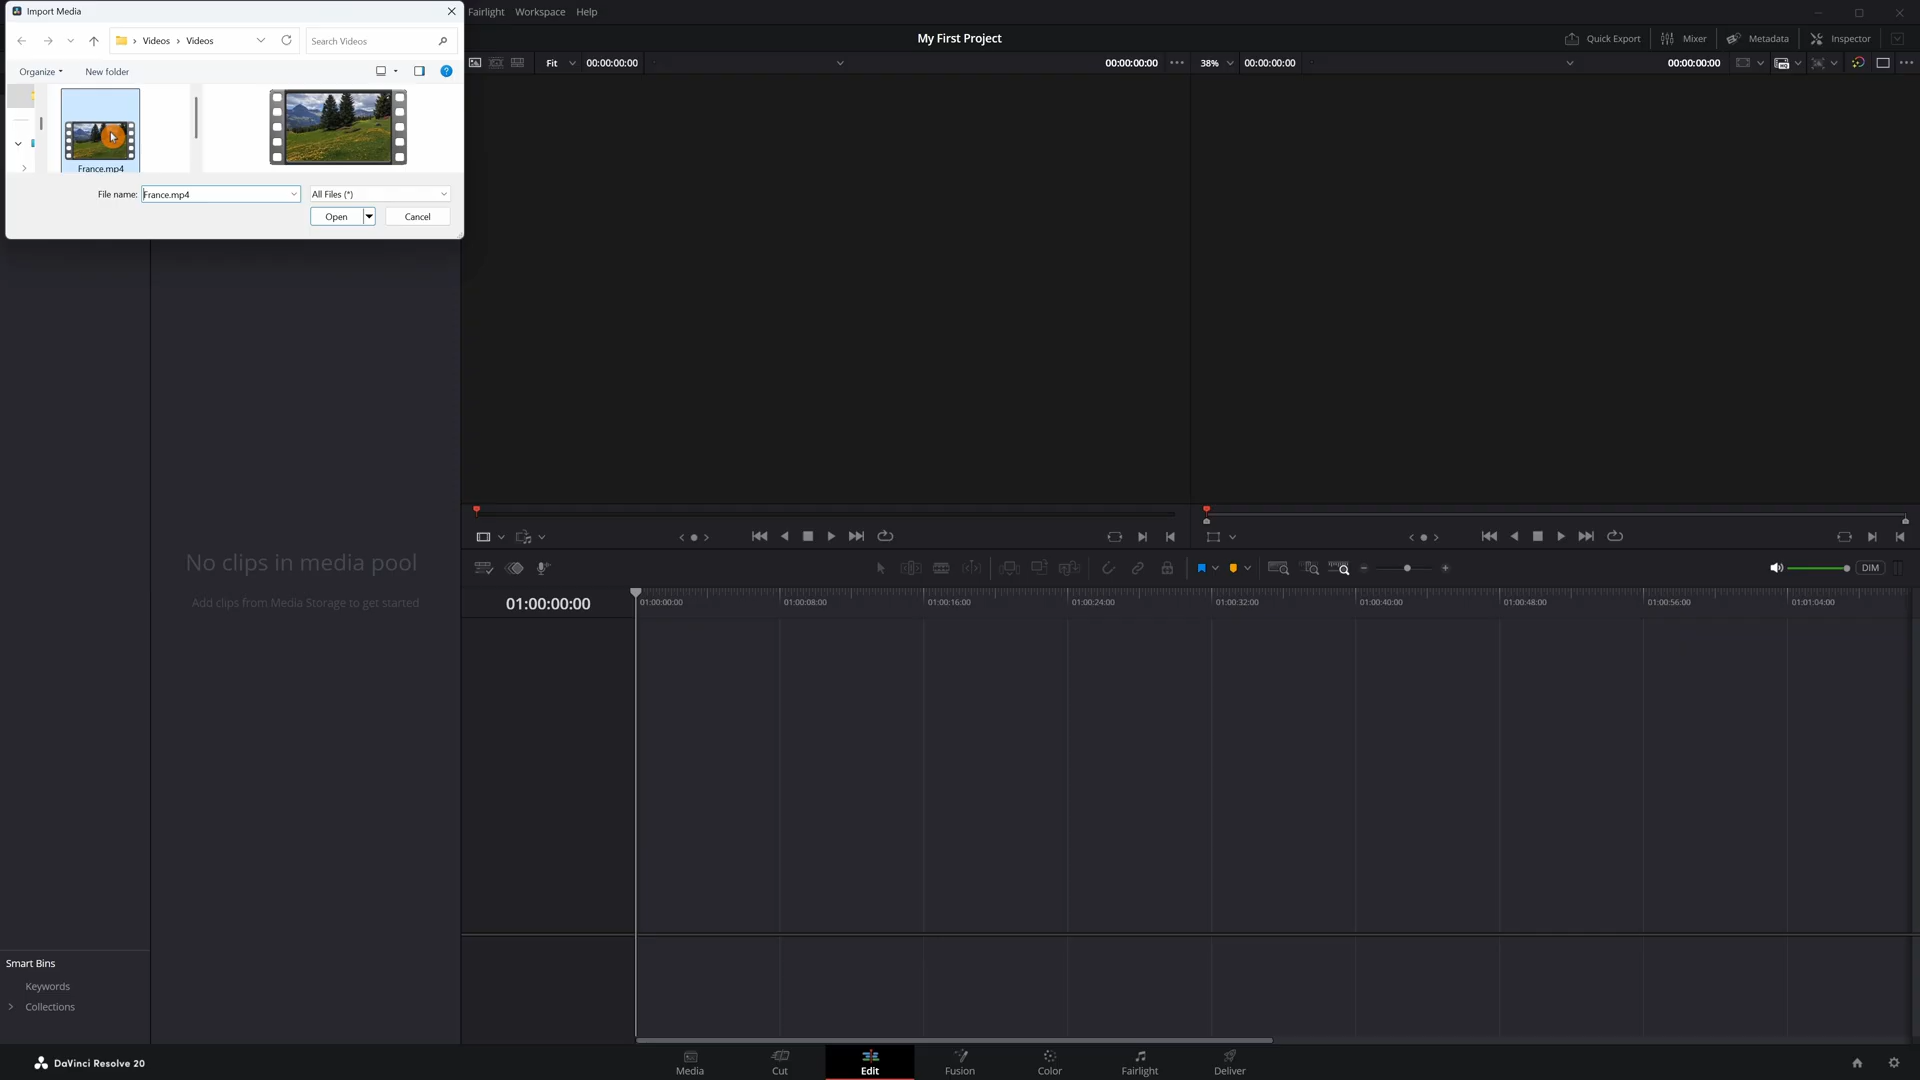 Import Media
Fairlight Workspace Help
Videos › Videos
Search Videos
My First Project
Quick Export
Mixer
Metadata
Inspector
Organize
New folder
Fit
00:00:00:00
00:00:00:00
38%
00:00:00:00
00:00:00:00
France.mp4
File name:
France.mp4
All Files (*)
Open
Cancel
No clips in media pool
Add clips from Media Storage to get started
DIM
01:00:00:00
01:00:00:00
01:00:08:00
01:00:16:00
01:00:24:00
01:00:32:00
01:00:40:00
01:00:48:00
01:00:56:00
01:01:04:00
Smart Bins
Keywords
Collections
DaVinci Resolve 20
Media
Cut
Edit
Fusion
Color
Fairlight
Deliver